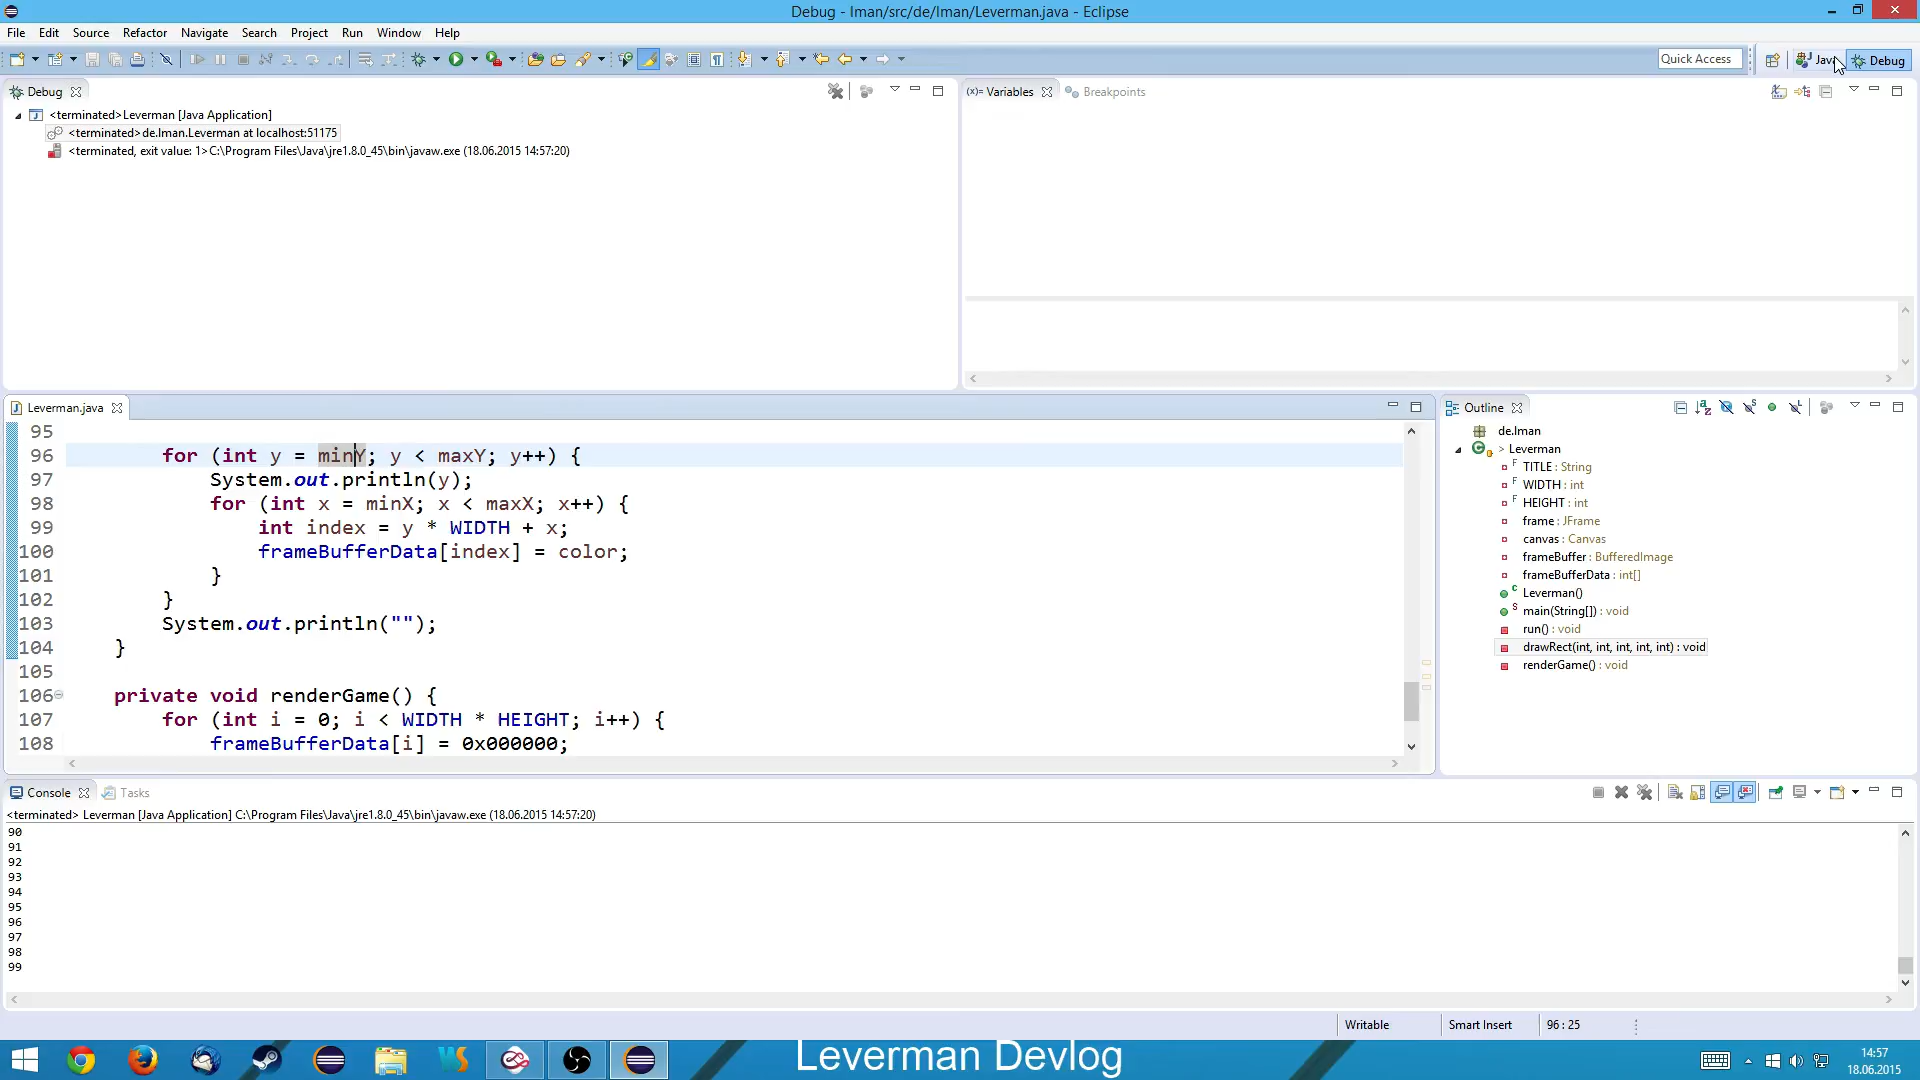 Debug - lman/src/de/lman/Leverman.java - Eclipse
File Edit Source Refactor Navigate Search Project Run Window Help
Quick Access Java Debug
Debug
<terminated>Leverman [Java Application]
<terminated>de.lman.Leverman at localhost:51175
<terminated, exit value: 1>C:\Program Files\Java\jre1.8.0_45\bin\javaw.exe (18.06.2015 14:57:20)
(x)= Variables Breakpoints
Leverman.java
95
96 for (int y = minY; y < maxY; y++) {
97 System.out.println(y);
98 for (int x = minX; x < maxX; x++) {
99 int index = y * WIDTH + x;
100 frameBufferData[index] = color;
101 }
102 }
103 System.out.println("");
104 }
105
106 private void renderGame() {
107 for (int i = 0; i < WIDTH * HEIGHT; i++) {
108 frameBufferData[i] = 0x000000;
Outline
de.lman
> Leverman
TITLE : String
WIDTH : int
HEIGHT : int
frame : JFrame
canvas : Canvas
frameBuffer : BufferedImage
frameBufferData : int[]
Leverman()
main(String[]) : void
run() : void
drawRect(int, int, int, int, int) : void
renderGame() : void
Console Tasks
<terminated> Leverman [Java Application] C:\Program Files\Java\jre1.8.0_45\bin\javaw.exe (18.06.2015 14:57:20)
90
91
92
93
94
95
96
97
98
99
Writable Smart Insert 96 : 25
Leverman Devlog
14:57
18.06.2015